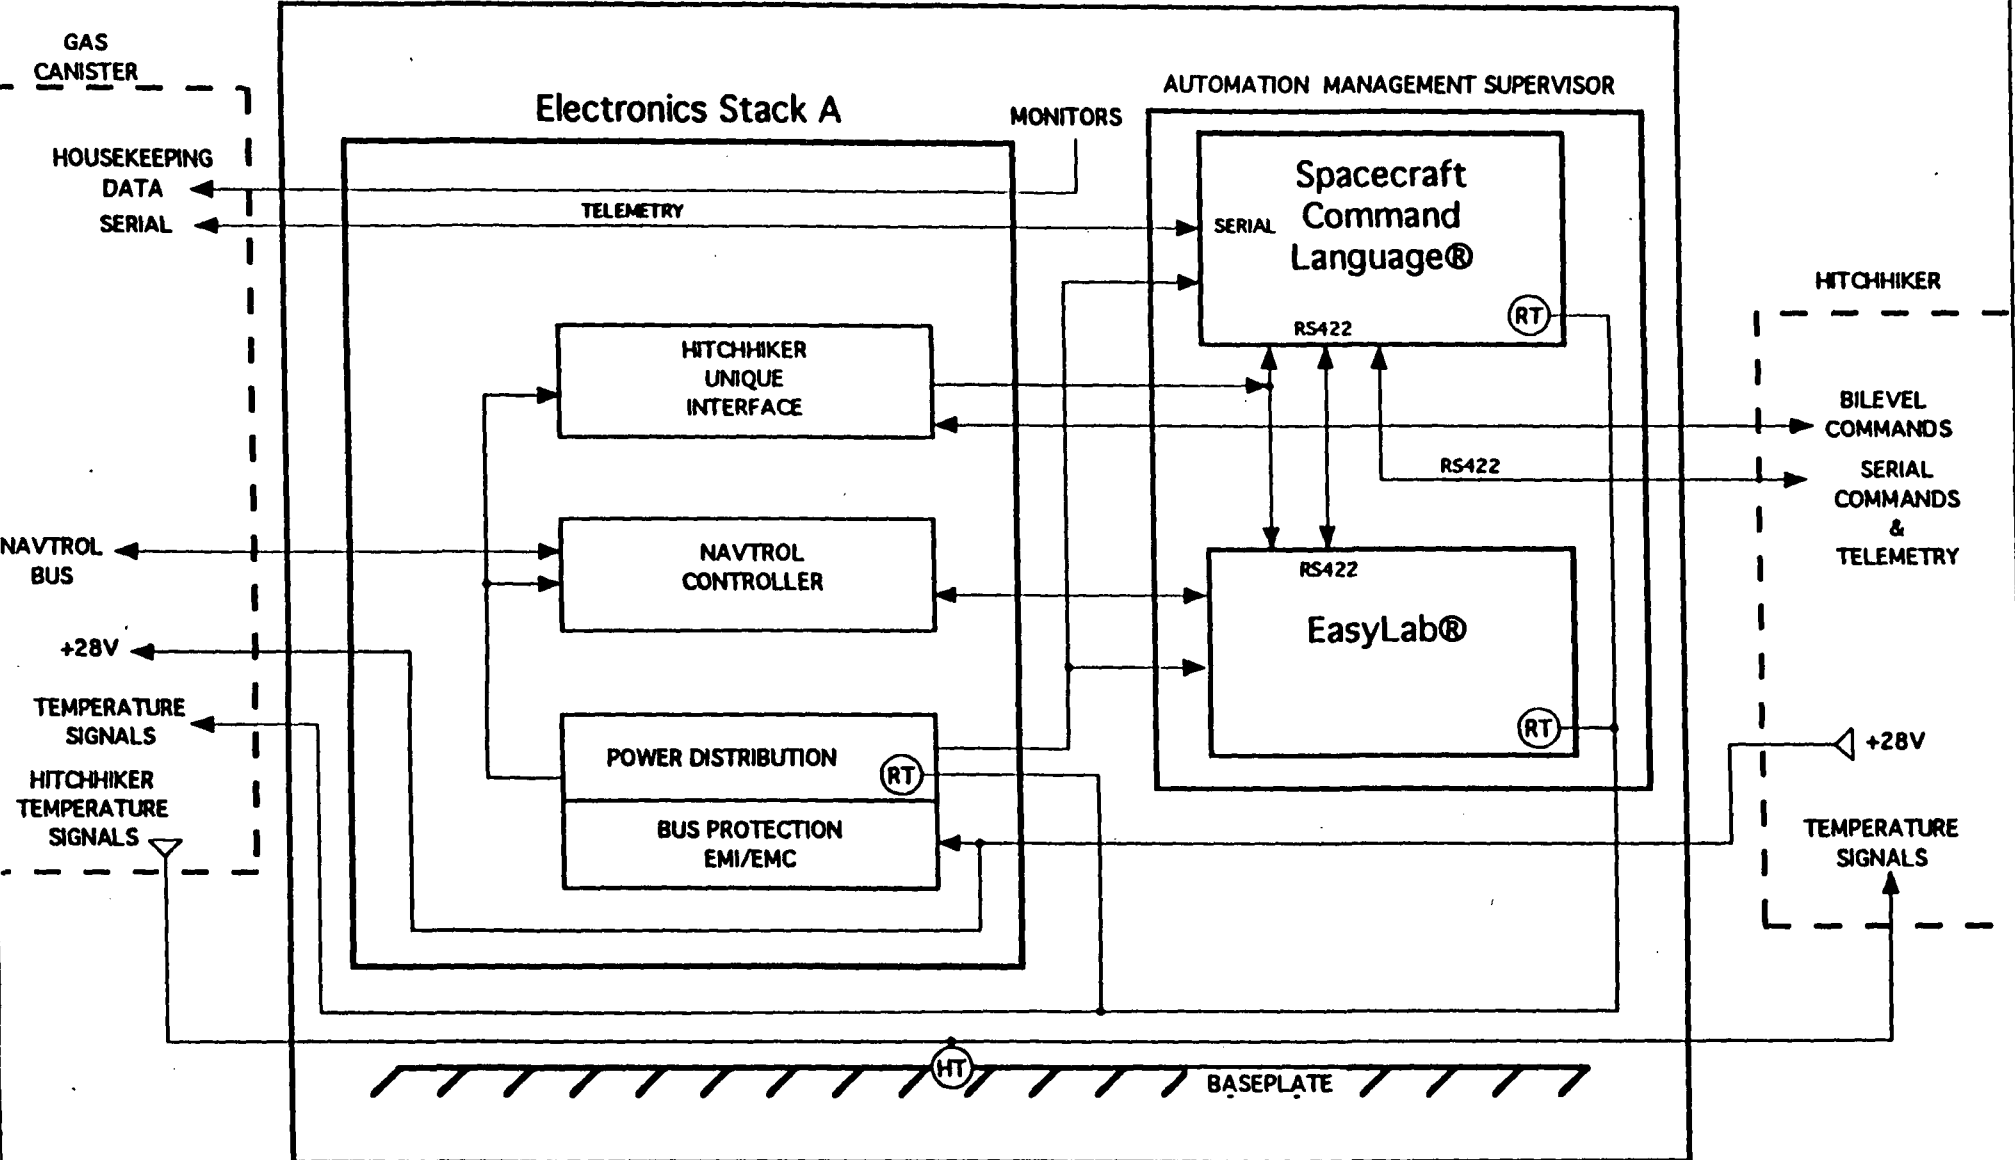 GAS
CANISTER
HOUSEKEEPING
DATA
SERIAL
NAVTROL
BUS
+28V
TEMPERATURE
SIGNALS
HITCHHIKER
TEMPERATURE
SIGNALS
Electronics Stack A
MONITORS
TELEMETRY
HITCHHIKER
UNIQUE
INTERFACE
NAVTROL
CONTROLLER
POWER DISTRIBUTION
RT
BUS PROTECTION
EMI/EMC
AUTOMATION MANAGEMENT SUPERVISOR
Spacecraft
Command
Language®
SERIAL
RT
RS422
RS422
RS422
EasyLab®
RT
HITCHHIKER
BILEVEL
COMMANDS
SERIAL
COMMANDS
&
TELEMETRY
+28V
TEMPERATURE
SIGNALS
HT
BASEPLATE